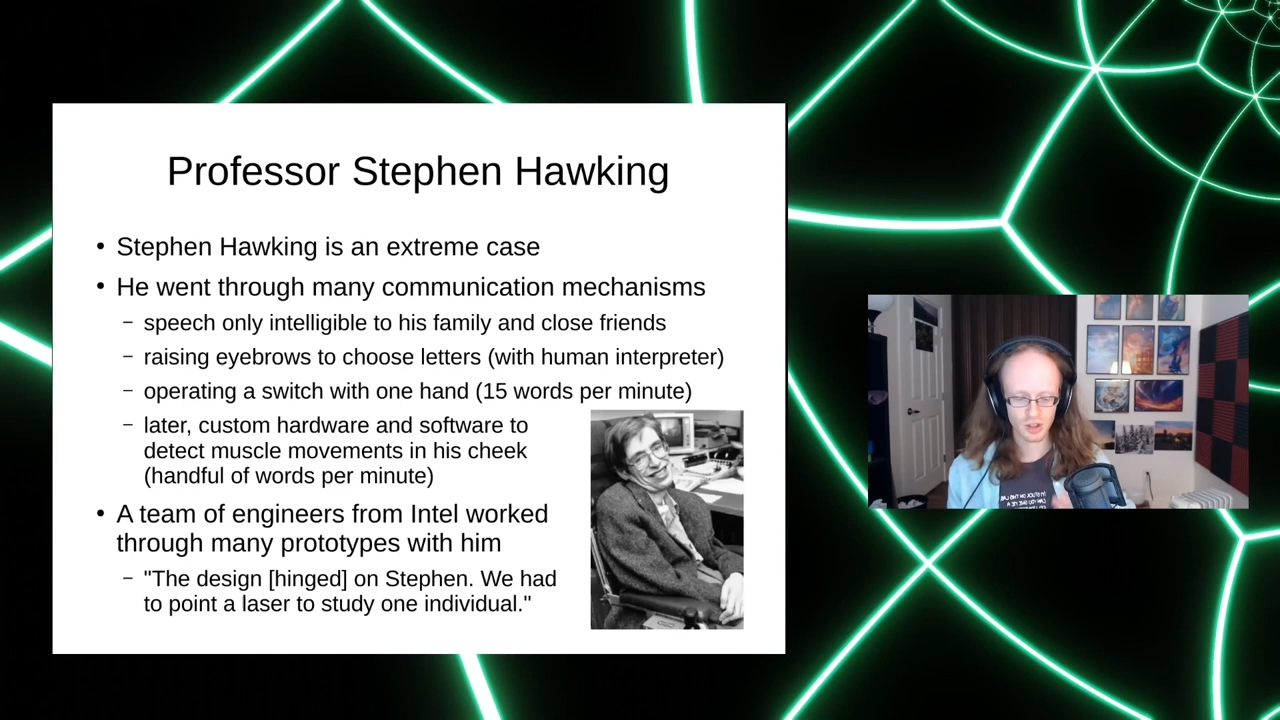 Professor Stephen Hawking
• Stephen Hawking is an extreme case
• He went through many communication mechanisms
– speech only intelligible to his family and close friends
– raising eyebrows to choose letters (with human interpreter)
– operating a switch with one hand (15 words per minute)
– later, custom hardware and software to
detect muscle movements in his cheek
(handful of words per minute)
• A team of engineers from Intel worked
through many prototypes with him
– "The design [hinged] on Stephen. We had
to point a laser to study one individual."